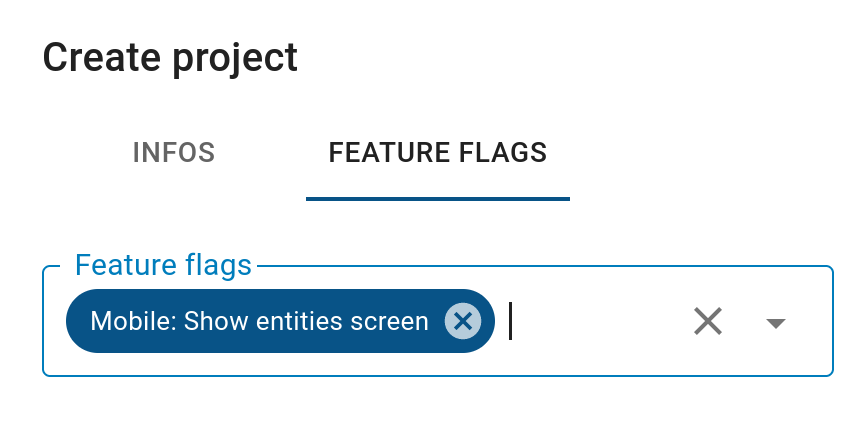 Create project
INFOS
FEATURE FLAGS
Feature flags
Mobile: Show entities screen